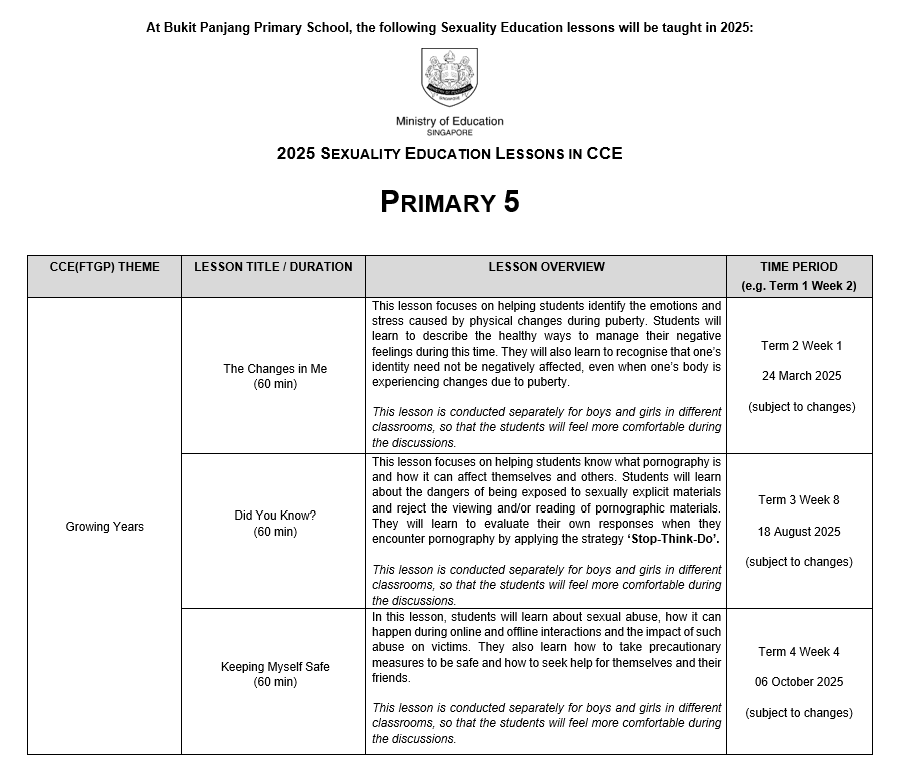 At Bukit Panjang Primary School, the following Sexuality Education lessons will be taught in 2025:
Ministry of Education
SINGAPORE
2025 SEXUALITY EDUCATION LESSONS IN CCE
PRIMARY 5
CCE(FTGP) THEME
LESSON TITLE / DURATION
LESSON OVERVIEW
TIME PERIOD
(e.g. Term 1 Week 2)
Growing Years
The Changes in Me
(60 min)
This lesson focuses on helping students identify the emotions and
stress caused by physical changes during puberty. Students will
learn to describe the healthy ways to manage their negative
feelings during this time. They will also learn to recognise that one's
identity need not be negatively affected, even when one's body is
experiencing changes due to puberty.
This lesson is conducted separately for boys and girls in different
classrooms, so that the students will feel more comfortable during
the discussions.
Term 2 Week 1
24 March 2025
(subject to changes)
Did You Know?
(60 min)
This lesson focuses on helping students know what pornography is
and how it can affect themselves and others. Students will learn
about the dangers of being exposed to sexually explicit materials
and reject the viewing and/or reading of pornographic materials.
They will learn to evaluate their own responses when they
encounter pornography by applying the strategy ‘Stop-Think-Do’.
This lesson is conducted separately for boys and girls in different
classrooms, so that the students will feel more comfortable during
the discussions.
Term 3 Week 8
18 August 2025
(subject to changes)
Keeping Myself Safe
(60 min)
In this lesson, students will learn about sexual abuse, how it can
happen during online and offline interactions and the impact of such
abuse on victims. They also learn how to take precautionary
measures to be safe and how to seek help for themselves and their
friends.
This lesson is conducted separately for boys and girls in different
classrooms, so that the students will feel more comfortable during
the discussions.
Term 4 Week 4
06 October 2025
(subject to changes)